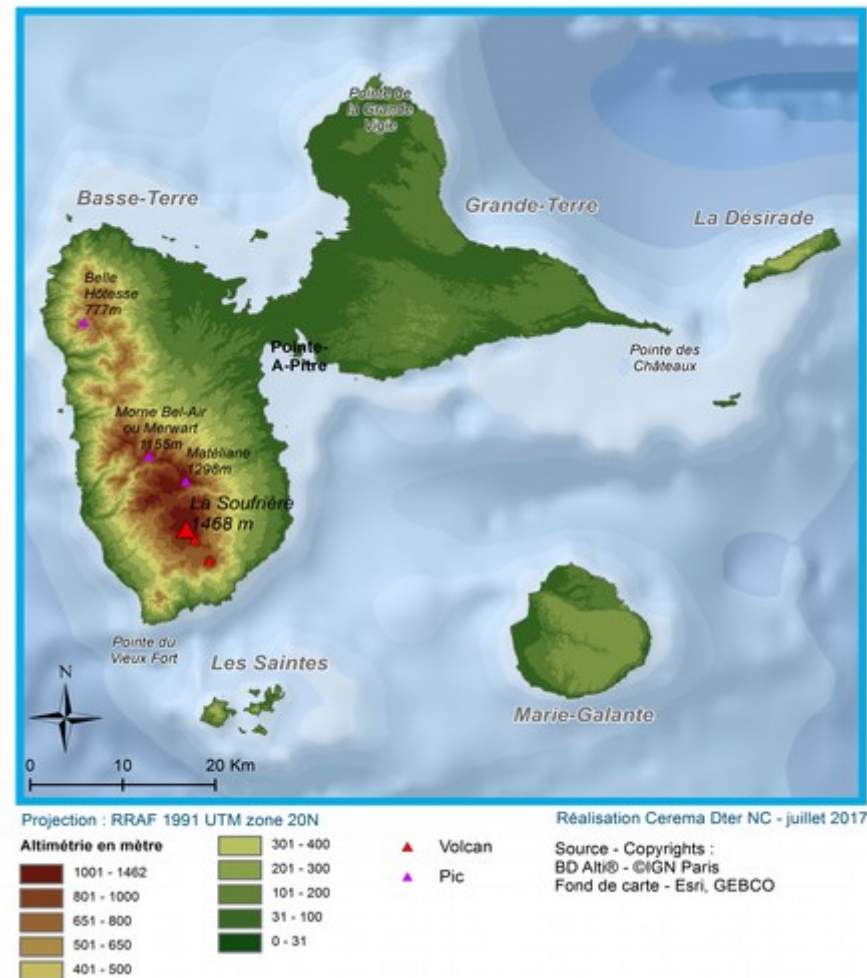 Pointe de
la Grande
Vigie
Basse-Terre
Grande-Terre
La Désirade
Belle
Hôtesse
777m
Pointe-
A-Pitre
Pointe des
Châteaux
Morne Bel-Air
ou Merwart
1155m
Matéliane
1298m
La Soufrière
1468 m
Pointe du
Vieux Fort
Les Saintes
Marie-Galante
N
0 10 20 Km
Projection : RRAF 1991 UTM zone 20N
Réalisation Cerema Dter NC - juillet 2017
Altimétrie en mètre
1001 - 1462
801 - 1000
651 - 800
501 - 650
401 - 500
301 - 400
201 - 300
101 - 200
31 - 100
0 - 31
Volcan
Pic
Source - Copyrights :
BD Alti® - ©IGN Paris
Fond de carte - Esri, GEBCO